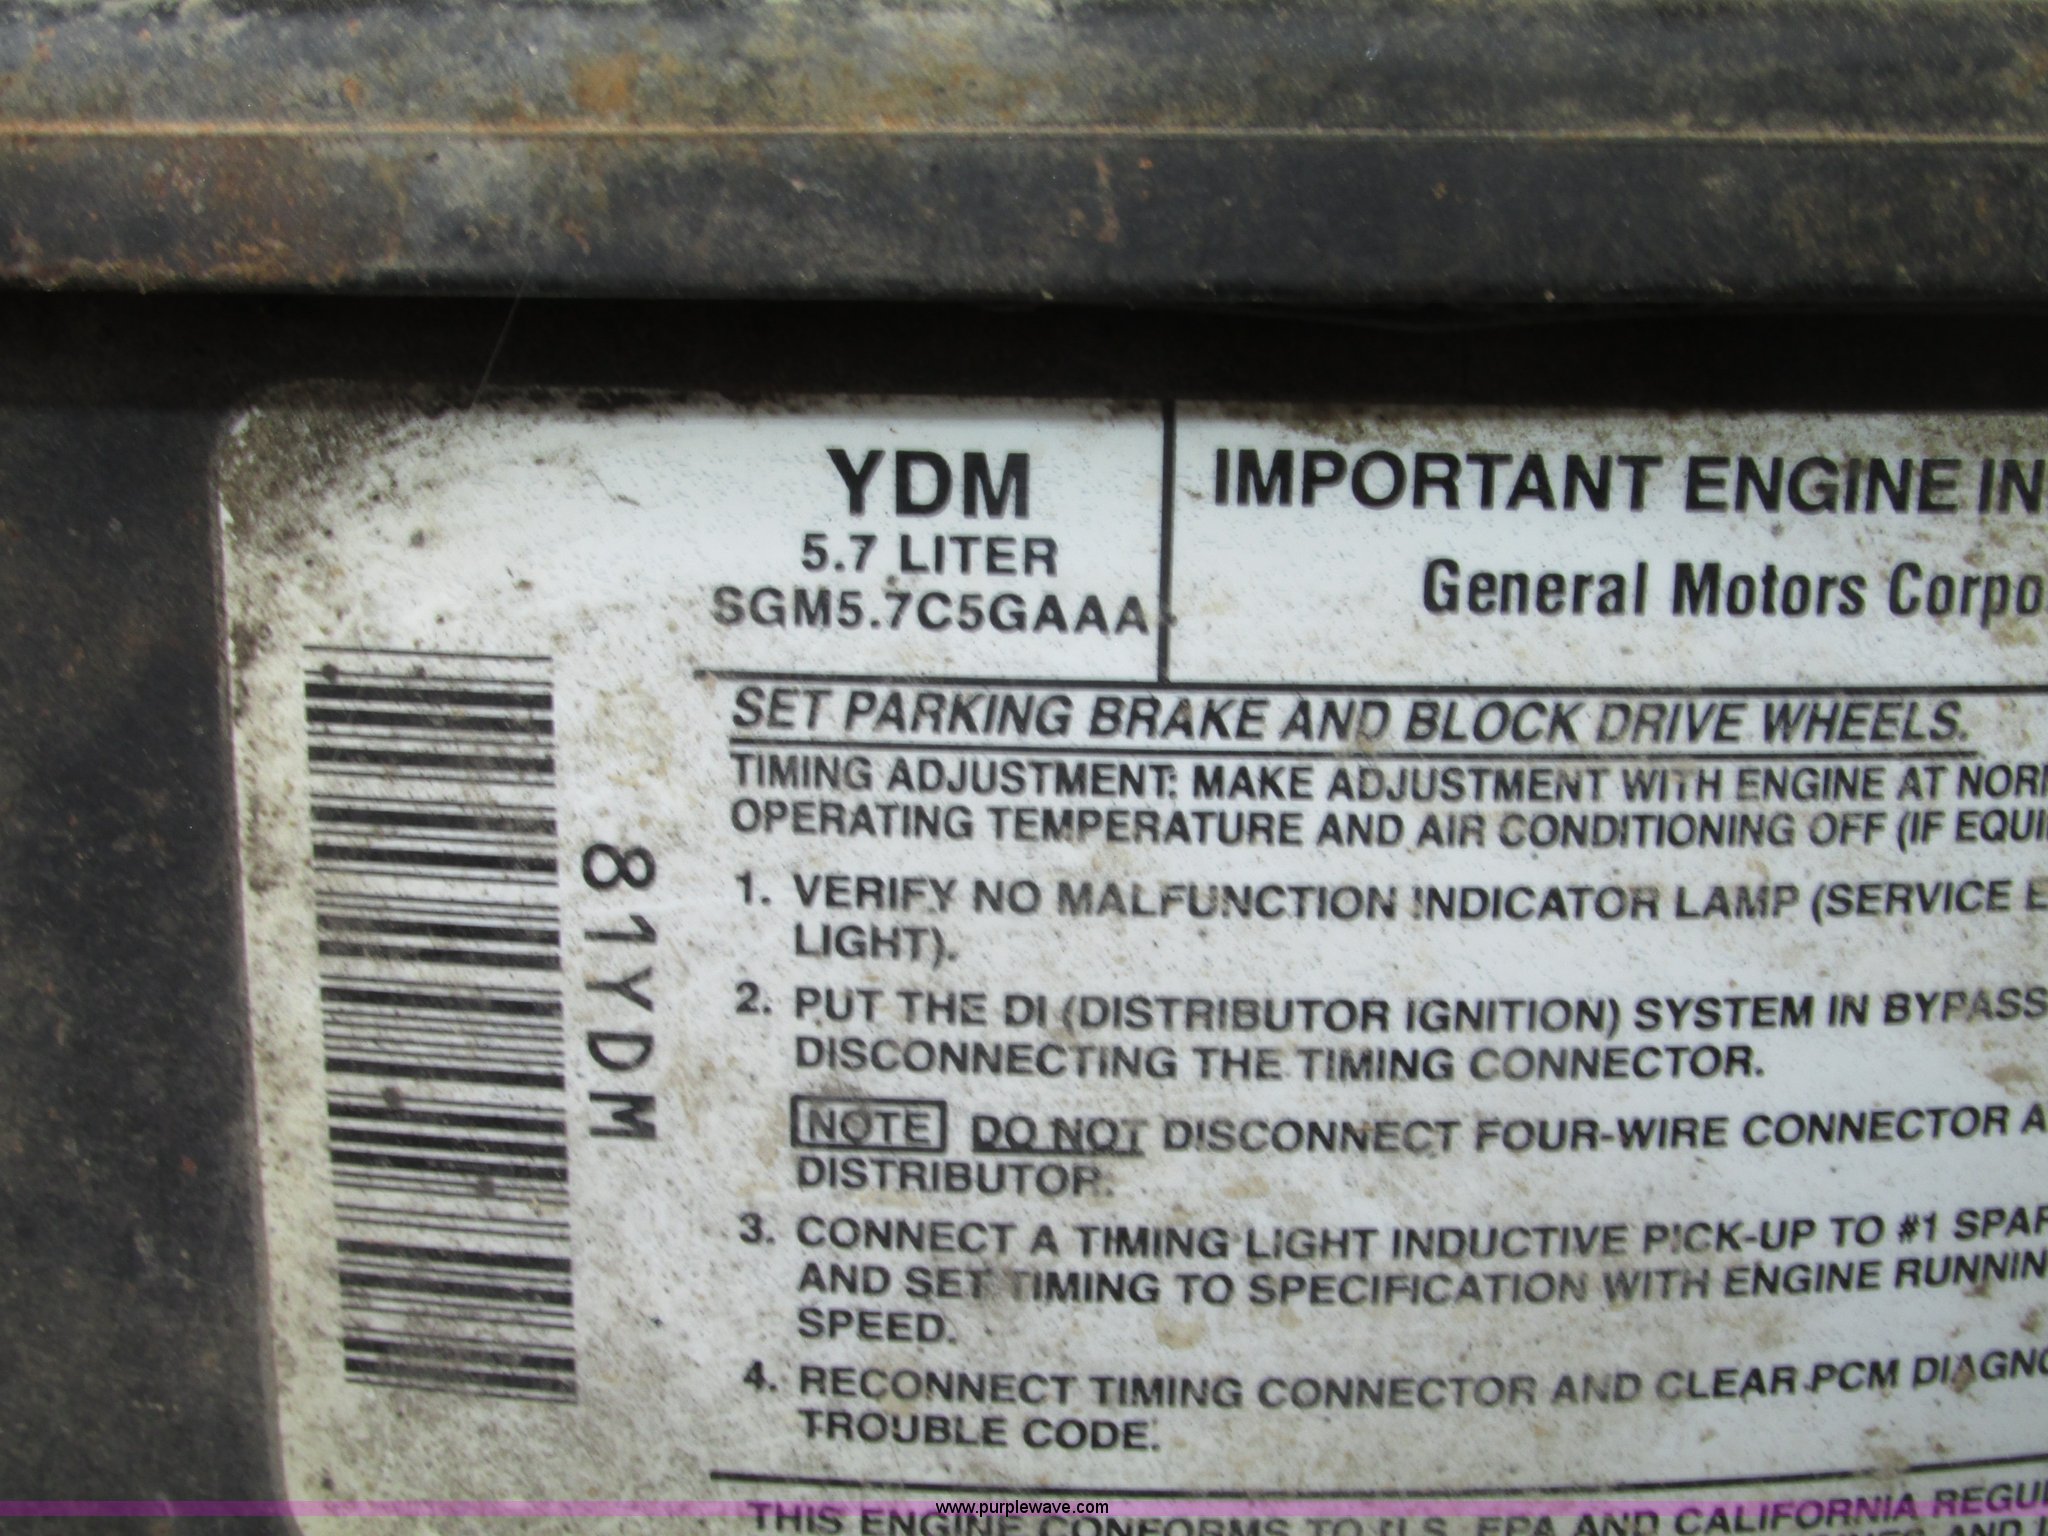 YDM
5.7 LITER
SGM5.7C5GAAA
IMPORTANT ENGINE IN
General Motors Corpo
81YDM
SET PARKING BRAKE AND BLOCK DRIVE WHEELS.
TIMING ADJUSTMENT: MAKE ADJUSTMENT WITH ENGINE AT NOR
OPERATING TEMPERATURE AND AIR CONDITIONING OFF (IF EQUI
1. VERIFY NO MALFUNCTION INDICATOR LAMP (SERVICE E
LIGHT).
2. PUT THE DI (DISTRIBUTOR IGNITION) SYSTEM IN BYPASS
DISCONNECTING THE TIMING CONNECTOR.
NOTE DO NOT DISCONNECT FOUR-WIRE CONNECTOR A
DISTRIBUTOR.
3. CONNECT A TIMING LIGHT INDUCTIVE PICK-UP TO #1 SPAR
AND SET TIMING TO SPECIFICATION WITH ENGINE RUNNIN
SPEED.
4. RECONNECT TIMING CONNECTOR AND CLEAR PCM DIAGNO
TROUBLE CODE.
THIS ENGINE CONFORMS TO U.S. EPA AND CALIFORNIA REGU
www.purplewave.com